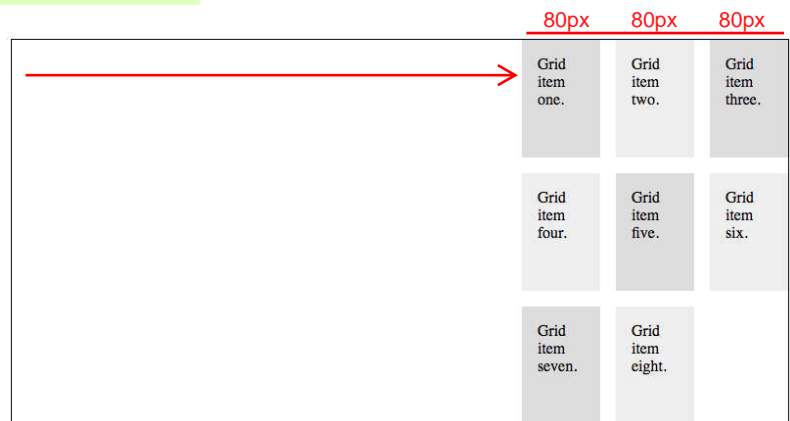 80px 80px 80px
Grid
item
one.
Grid
item
two.
Grid
item
three.
Grid
item
four.
Grid
item
five.
Grid
item
six.
Grid
item
seven.
Grid
item
eight.